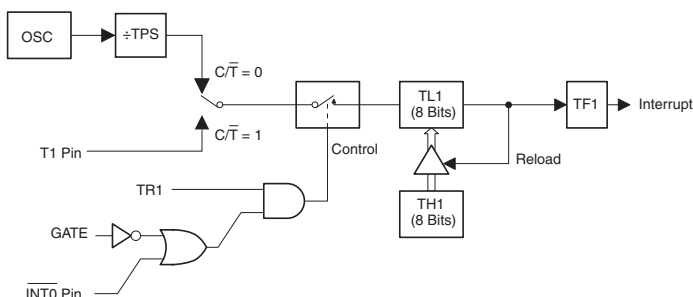 OSC
÷TPS
C/T̅ = 0
C/T̅ = 1
T1 Pin
TL1
(8 Bits)
TF1
Interrupt
Control
Reload
TR1
TH1
(8 Bits)
GATE
I̅N̅T̅0̅ Pin